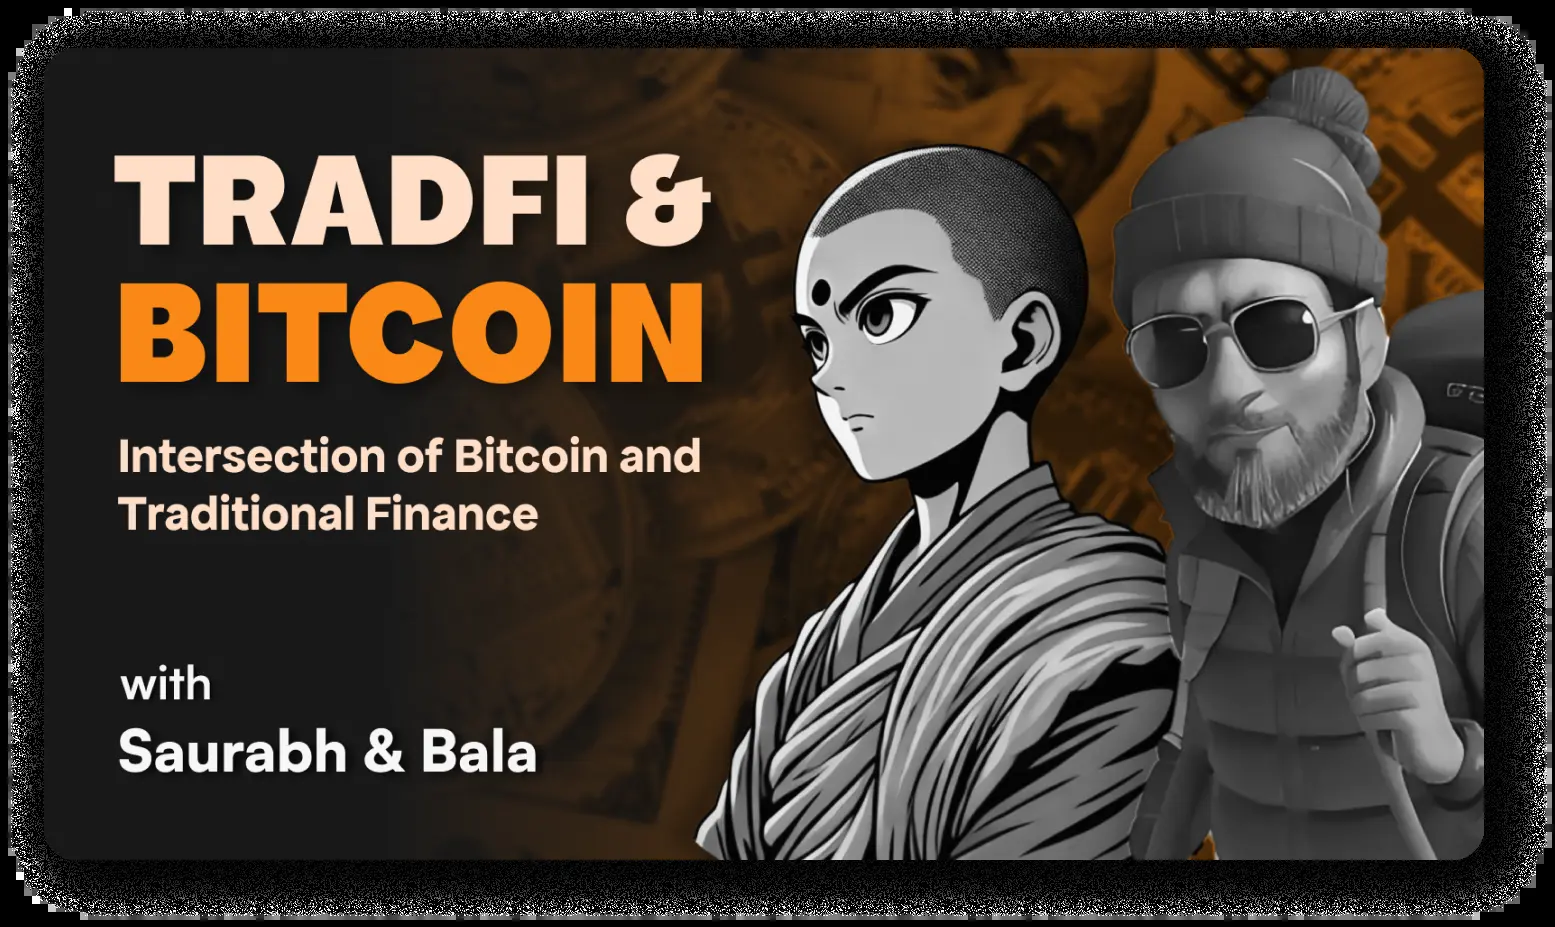 TRADFI &
BITCOIN
Intersection of Bitcoin and
Traditional Finance
with
Saurabh & Bala